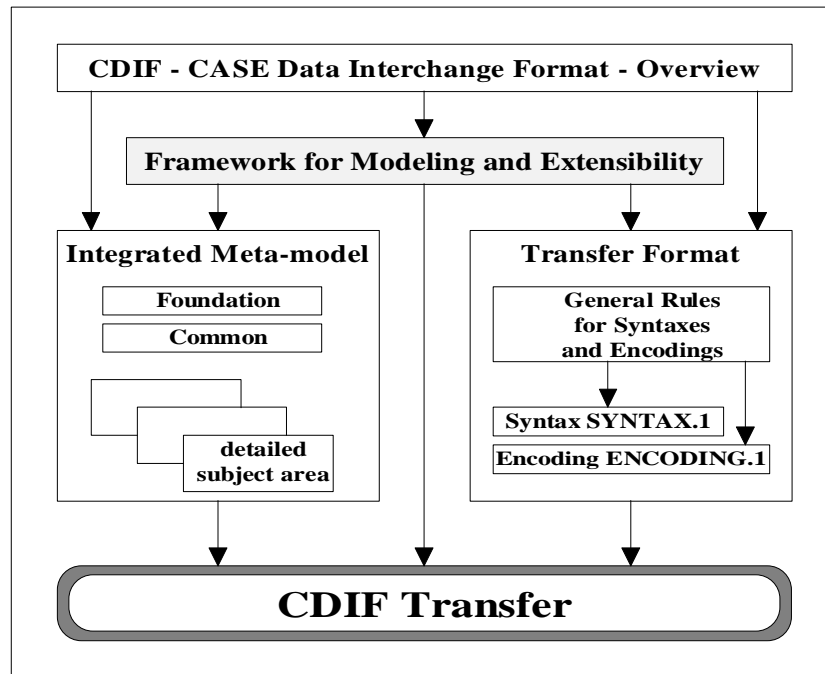 CDIF - CASE Data Interchange Format - Overview
Framework for Modeling and Extensibility
Integrated Meta-model
Foundation
Common
detailed
subject area
Transfer Format
General Rules
for Syntaxes
and Encodings
Syntax SYNTAX.1
Encoding ENCODING.1
CDIF Transfer